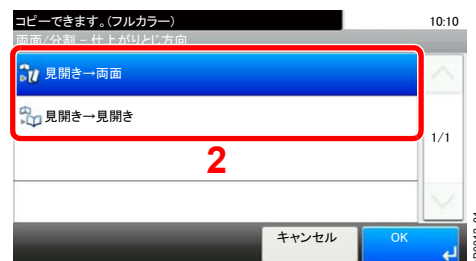 コピーできます。(フルカラー)
10:10
両面/分割 - 仕上がりとじ方向
見開き→両面
見開き→見開き
1/1
2
キャンセル
OK